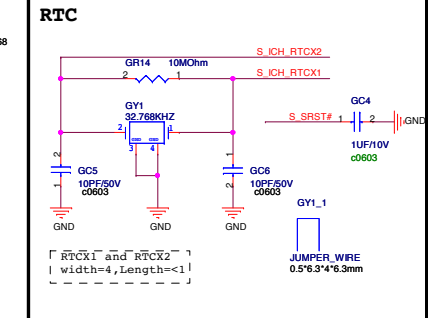 RTC
68
S_ICH_RTCX2
GR14 10MOhm
2 1
S_ICH_RTCX1
GY1
32.768KHZ
2 1
3 4
GC4
S_SRST#
1 2
GND
1UF/10V
c0603
2
GC5
1
10PF/50V
c0603
1
GC6
2
10PF/50V
c0603
GND
GND
GND
GY1_1
JUMPER_WIRE
0.5*6.3*4*6.3mm
RTCX1 and RTCX2
width=4,Length=<1